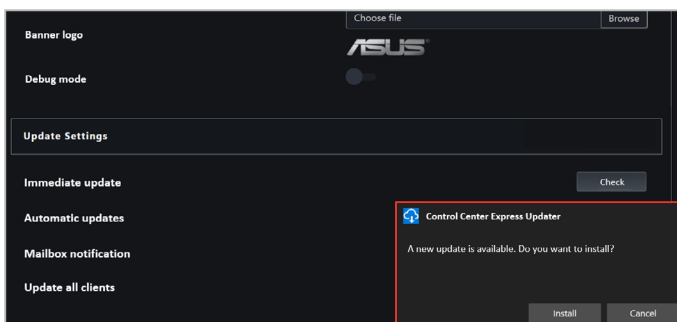 Choose file
Browse
Banner logo
ASUS
Debug mode
Update Settings
Immediate update
Check
Automatic updates
Control Center Express Updater
A new update is available. Do you want to install?
Mailbox notification
Update all clients
Install
Cancel